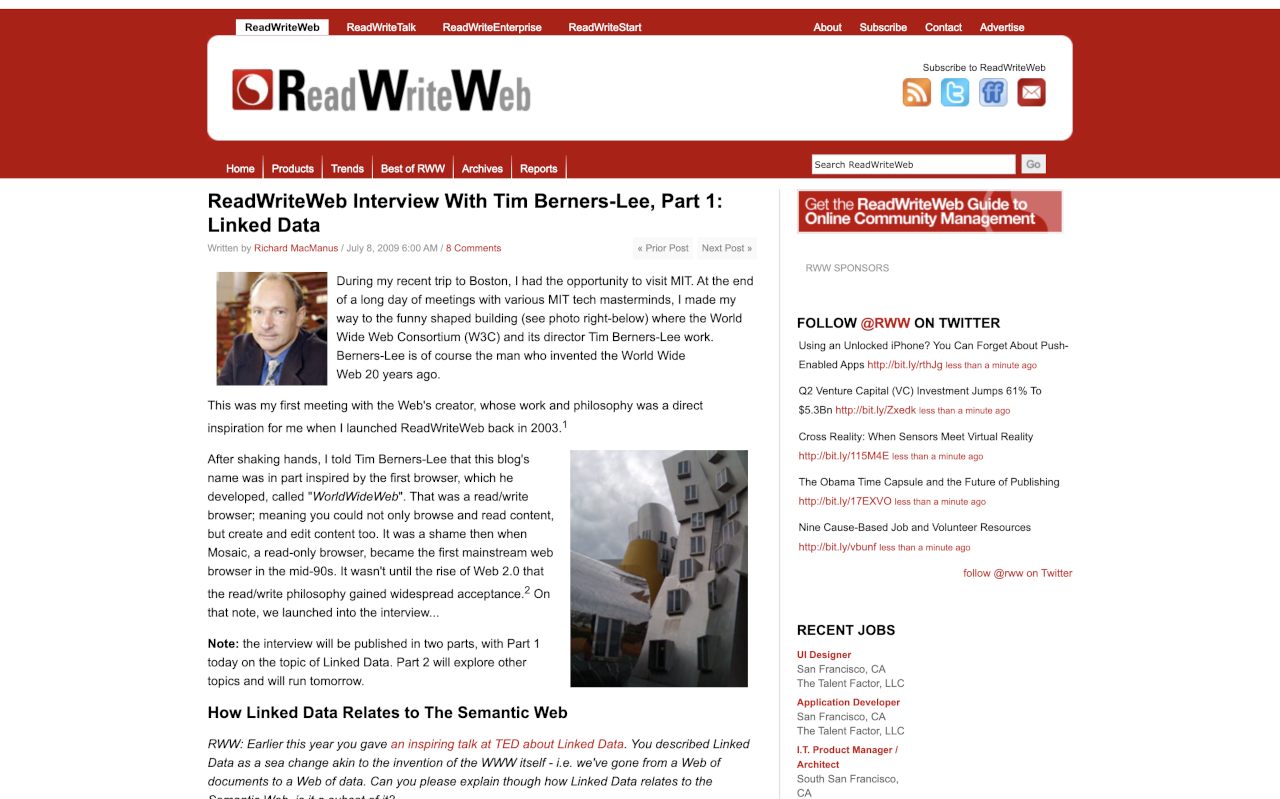 ReadWriteWeb ReadWriteTalk ReadWriteEnterprise ReadWriteStart About Subscribe Contact Advertise
ReadWriteWeb
Subscribe to ReadWriteWeb
Home Products Trends Best of RWW Archives Reports
Search ReadWriteWeb Go
ReadWriteWeb Interview With Tim Berners-Lee, Part 1:
Linked Data
Written by Richard MacManus / July 8, 2009 6:00 AM / 8 Comments
« Prior Post Next Post »
During my recent trip to Boston, I had the opportunity to visit MIT. At the end
of a long day of meetings with various MIT tech masterminds, I made my
way to the funny shaped building (see photo right-below) where the World
Wide Web Consortium (W3C) and its director Tim Berners-Lee work.
Berners-Lee is of course the man who invented the World Wide
Web 20 years ago.
This was my first meeting with the Web's creator, whose work and philosophy was a direct
inspiration for me when I launched ReadWriteWeb back in 2003.1
After shaking hands, I told Tim Berners-Lee that this blog's
name was in part inspired by the first browser, which he
developed, called "WorldWideWeb". That was a read/write
browser; meaning you could not only browse and read content,
but create and edit content too. It was a shame then when
Mosaic, a read-only browser, became the first mainstream web
browser in the mid-90s. It wasn't until the rise of Web 2.0 that
the read/write philosophy gained widespread acceptance.2 On
that note, we launched into the interview...
Note: the interview will be published in two parts, with Part 1
today on the topic of Linked Data. Part 2 will explore other
topics and will run tomorrow.
How Linked Data Relates to The Semantic Web
RWW: Earlier this year you gave an inspiring talk at TED about Linked Data. You described Linked
Data as a sea change akin to the invention of the WWW itself - i.e. we've gone from a Web of
documents to a Web of data. Can you please explain though how Linked Data relates to the
Semantic Web, is it a subset of it?
Get the ReadWriteWeb Guide to
Online Community Management
RWW SPONSORS
FOLLOW @RWW ON TWITTER
Using an Unlocked iPhone? You Can Forget About Push-
Enabled Apps http://bit.ly/rthJg less than a minute ago
Q2 Venture Capital (VC) Investment Jumps 61% To
$5.3Bn http://bit.ly/Zxedk less than a minute ago
Cross Reality: When Sensors Meet Virtual Reality
http://bit.ly/115M4E less than a minute ago
The Obama Time Capsule and the Future of Publishing
http://bit.ly/17EXVO less than a minute ago
Nine Cause-Based Job and Volunteer Resources
http://bit.ly/vbunf less than a minute ago
follow @rww on Twitter
RECENT JOBS
UI Designer
San Francisco, CA
The Talent Factor, LLC
Application Developer
San Francisco, CA
The Talent Factor, LLC
I.T. Product Manager /
Architect
South San Francisco,
CA